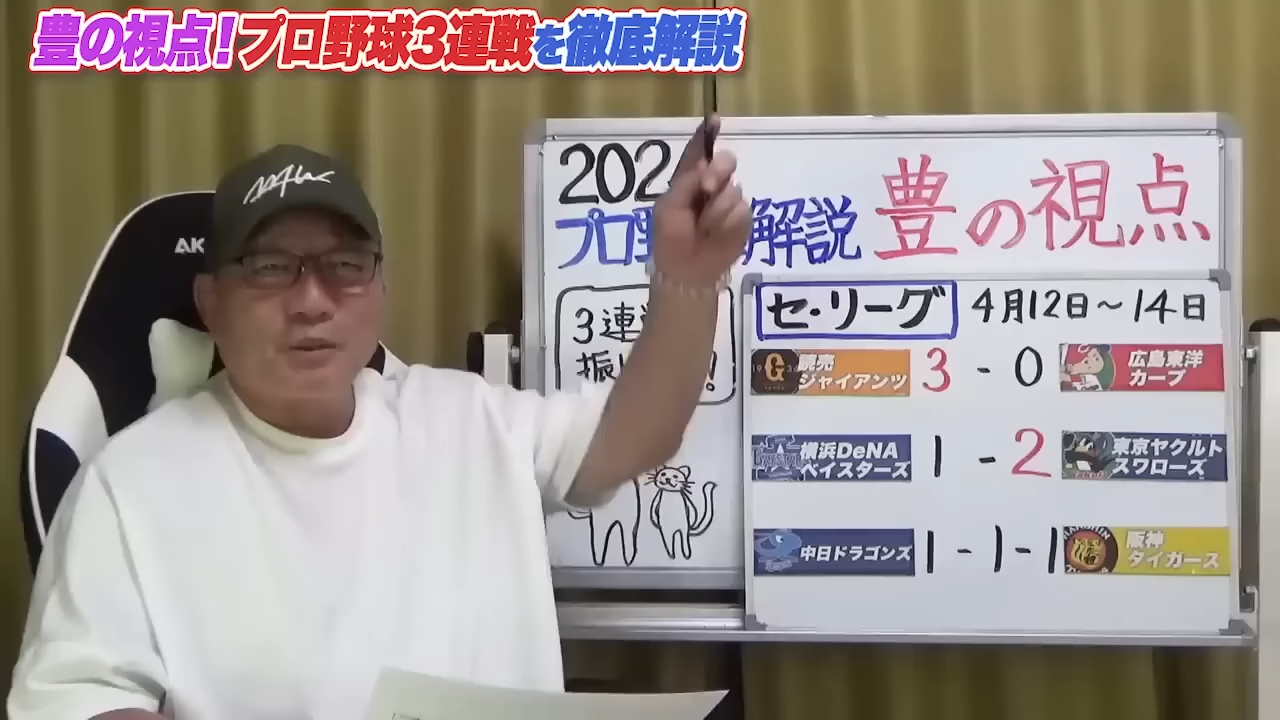 豊の視点！プロ野球3連戦を徹底解説
AK
202
プロ 解説
豊の視点
3連
振
！
セ・リーグ 4月12日～14日
G
読売
ジャイアンツ
3 - 0
広島東洋
カープ
横浜DeNA
ベイスターズ
1 - 2
東京ヤクルト
スワローズ
中日ドラゴンズ
1 - 1 - 1
阪神
タイガース